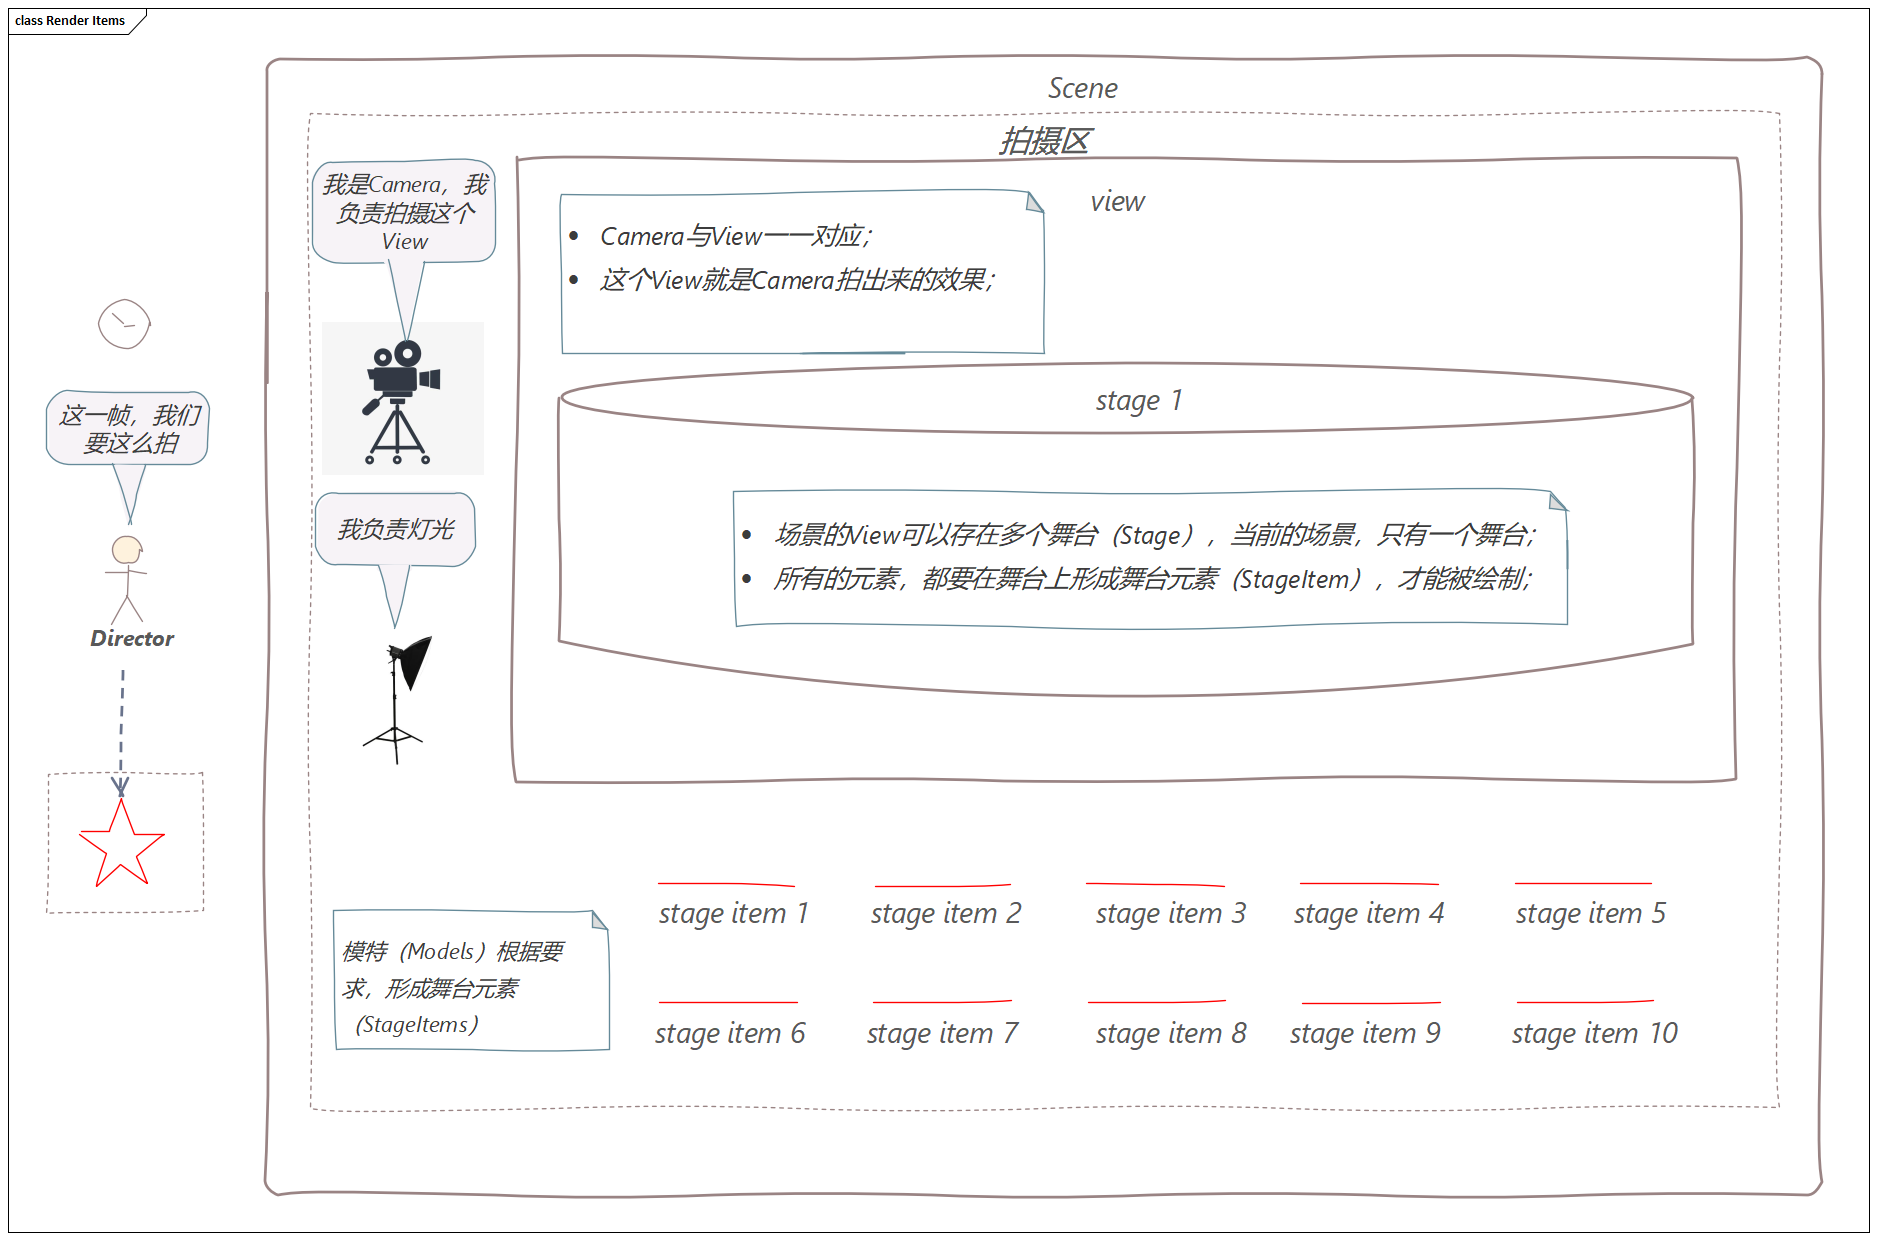 class Render Items
Scene
拍摄区
我是Camera，我
负责拍摄这个
View
view
• Camera与View一一对应；
• 这个View就是Camera拍出来的效果；
这一帧，我们
要这么拍
stage 1
我负责灯光
• 场景的View可以存在多个舞台（Stage），当前的场景，只有一个舞台；
• 所有的元素，都要在舞台上形成舞台元素（StageItem），才能被绘制；
Director
模特（Models）根据要
求，形成舞台元素
（StageItems）
stage item 1
stage item 2
stage item 3
stage item 4
stage item 5
stage item 6
stage item 7
stage item 8
stage item 9
stage item 10